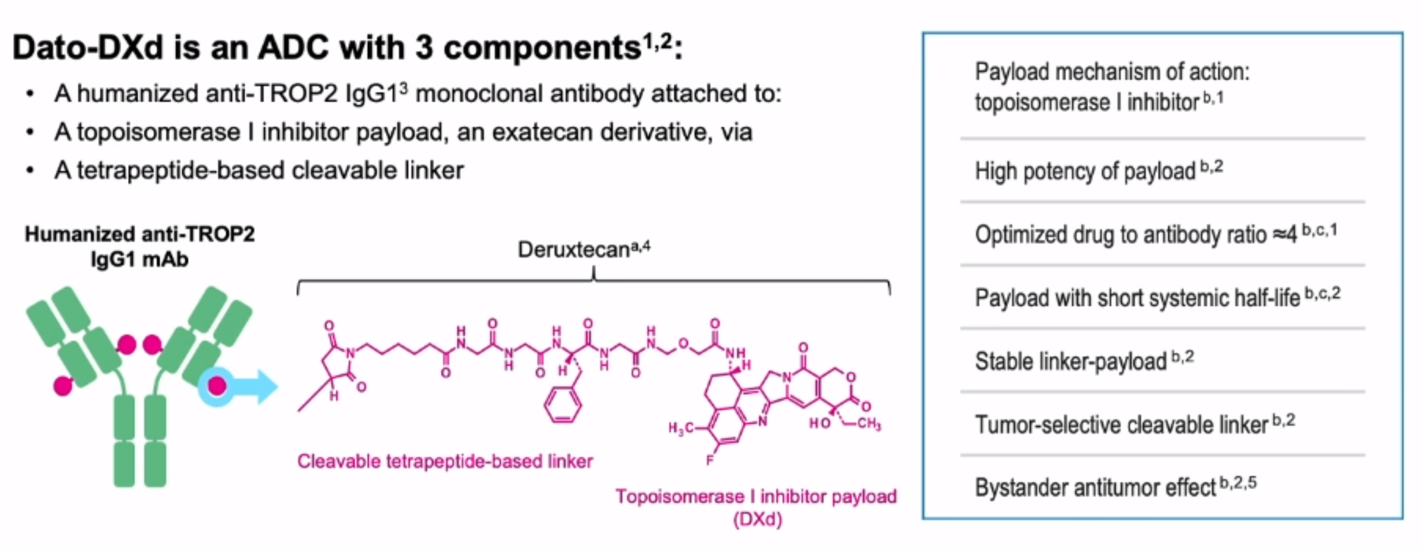 Dato-DXd is an ADC with 3 components1,2:
• A humanized anti-TROP2 IgG13 monoclonal antibody attached to:
• A topoisomerase I inhibitor payload, an exatecan derivative, via
• A tetrapeptide-based cleavable linker
Humanized anti-TROP2
IgG1 mAb
Deruxtecana,4
O
N
O
H
O
H
N
O
N
H
O
H
N
H
O
N
H
O
H
N
O
O
NH
H
O
N
O
O
N
HO
CH3
H3C
F
Cleavable tetrapeptide-based linker
Topoisomerase I inhibitor payload
(DXd)
Payload mechanism of action:
topoisomerase I inhibitor b,1
High potency of payload b,2
Optimized drug to antibody ratio ≈4 b,c,1
Payload with short systemic half-life b,c,2
Stable linker-payload b,2
Tumor-selective cleavable linker b,2
Bystander antitumor effect b,2,5